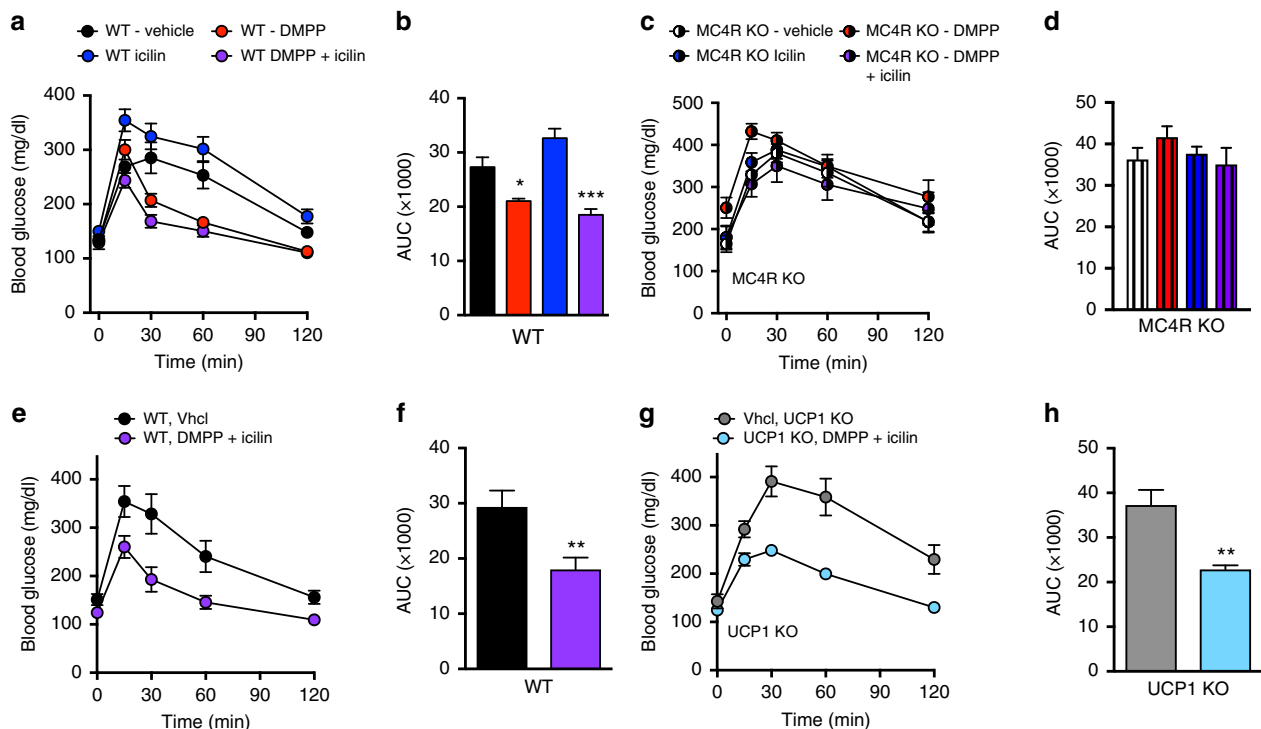 a
WT - vehicle WT - DMPP
WT icilin WT DMPP + icilin
400
300
200
100
0
Blood glucose (mg/dl)
0 30 60 90 120
Time (min)
b
40
30
20
10
0
AUC (×1000)
* ***
WT
c
MC4R KO - vehicle MC4R KO - DMPP
MC4R KO Icilin MC4R KO - DMPP
+ icilin
500
400
300
200
100
0
Blood glucose (mg/dl)
MC4R KO
0 30 60 90 120
Time (min)
d
50
40
30
20
10
0
AUC (×1000)
MC4R KO
e
WT, Vhcl
WT, DMPP + icilin
400
300
200
100
0
Blood glucose (mg/dl)
0 30 60 90 120
Time (min)
f
40
30
20
10
0
AUC (×1000)
**
WT
g
Vhcl, UCP1 KO
UCP1 KO, DMPP + icilin
400
300
200
100
0
Blood glucose (mg/dl)
UCP1 KO
0 30 60 90 120
Time (min)
h
50
40
30
20
10
0
AUC (×1000)
**
UCP1 KO